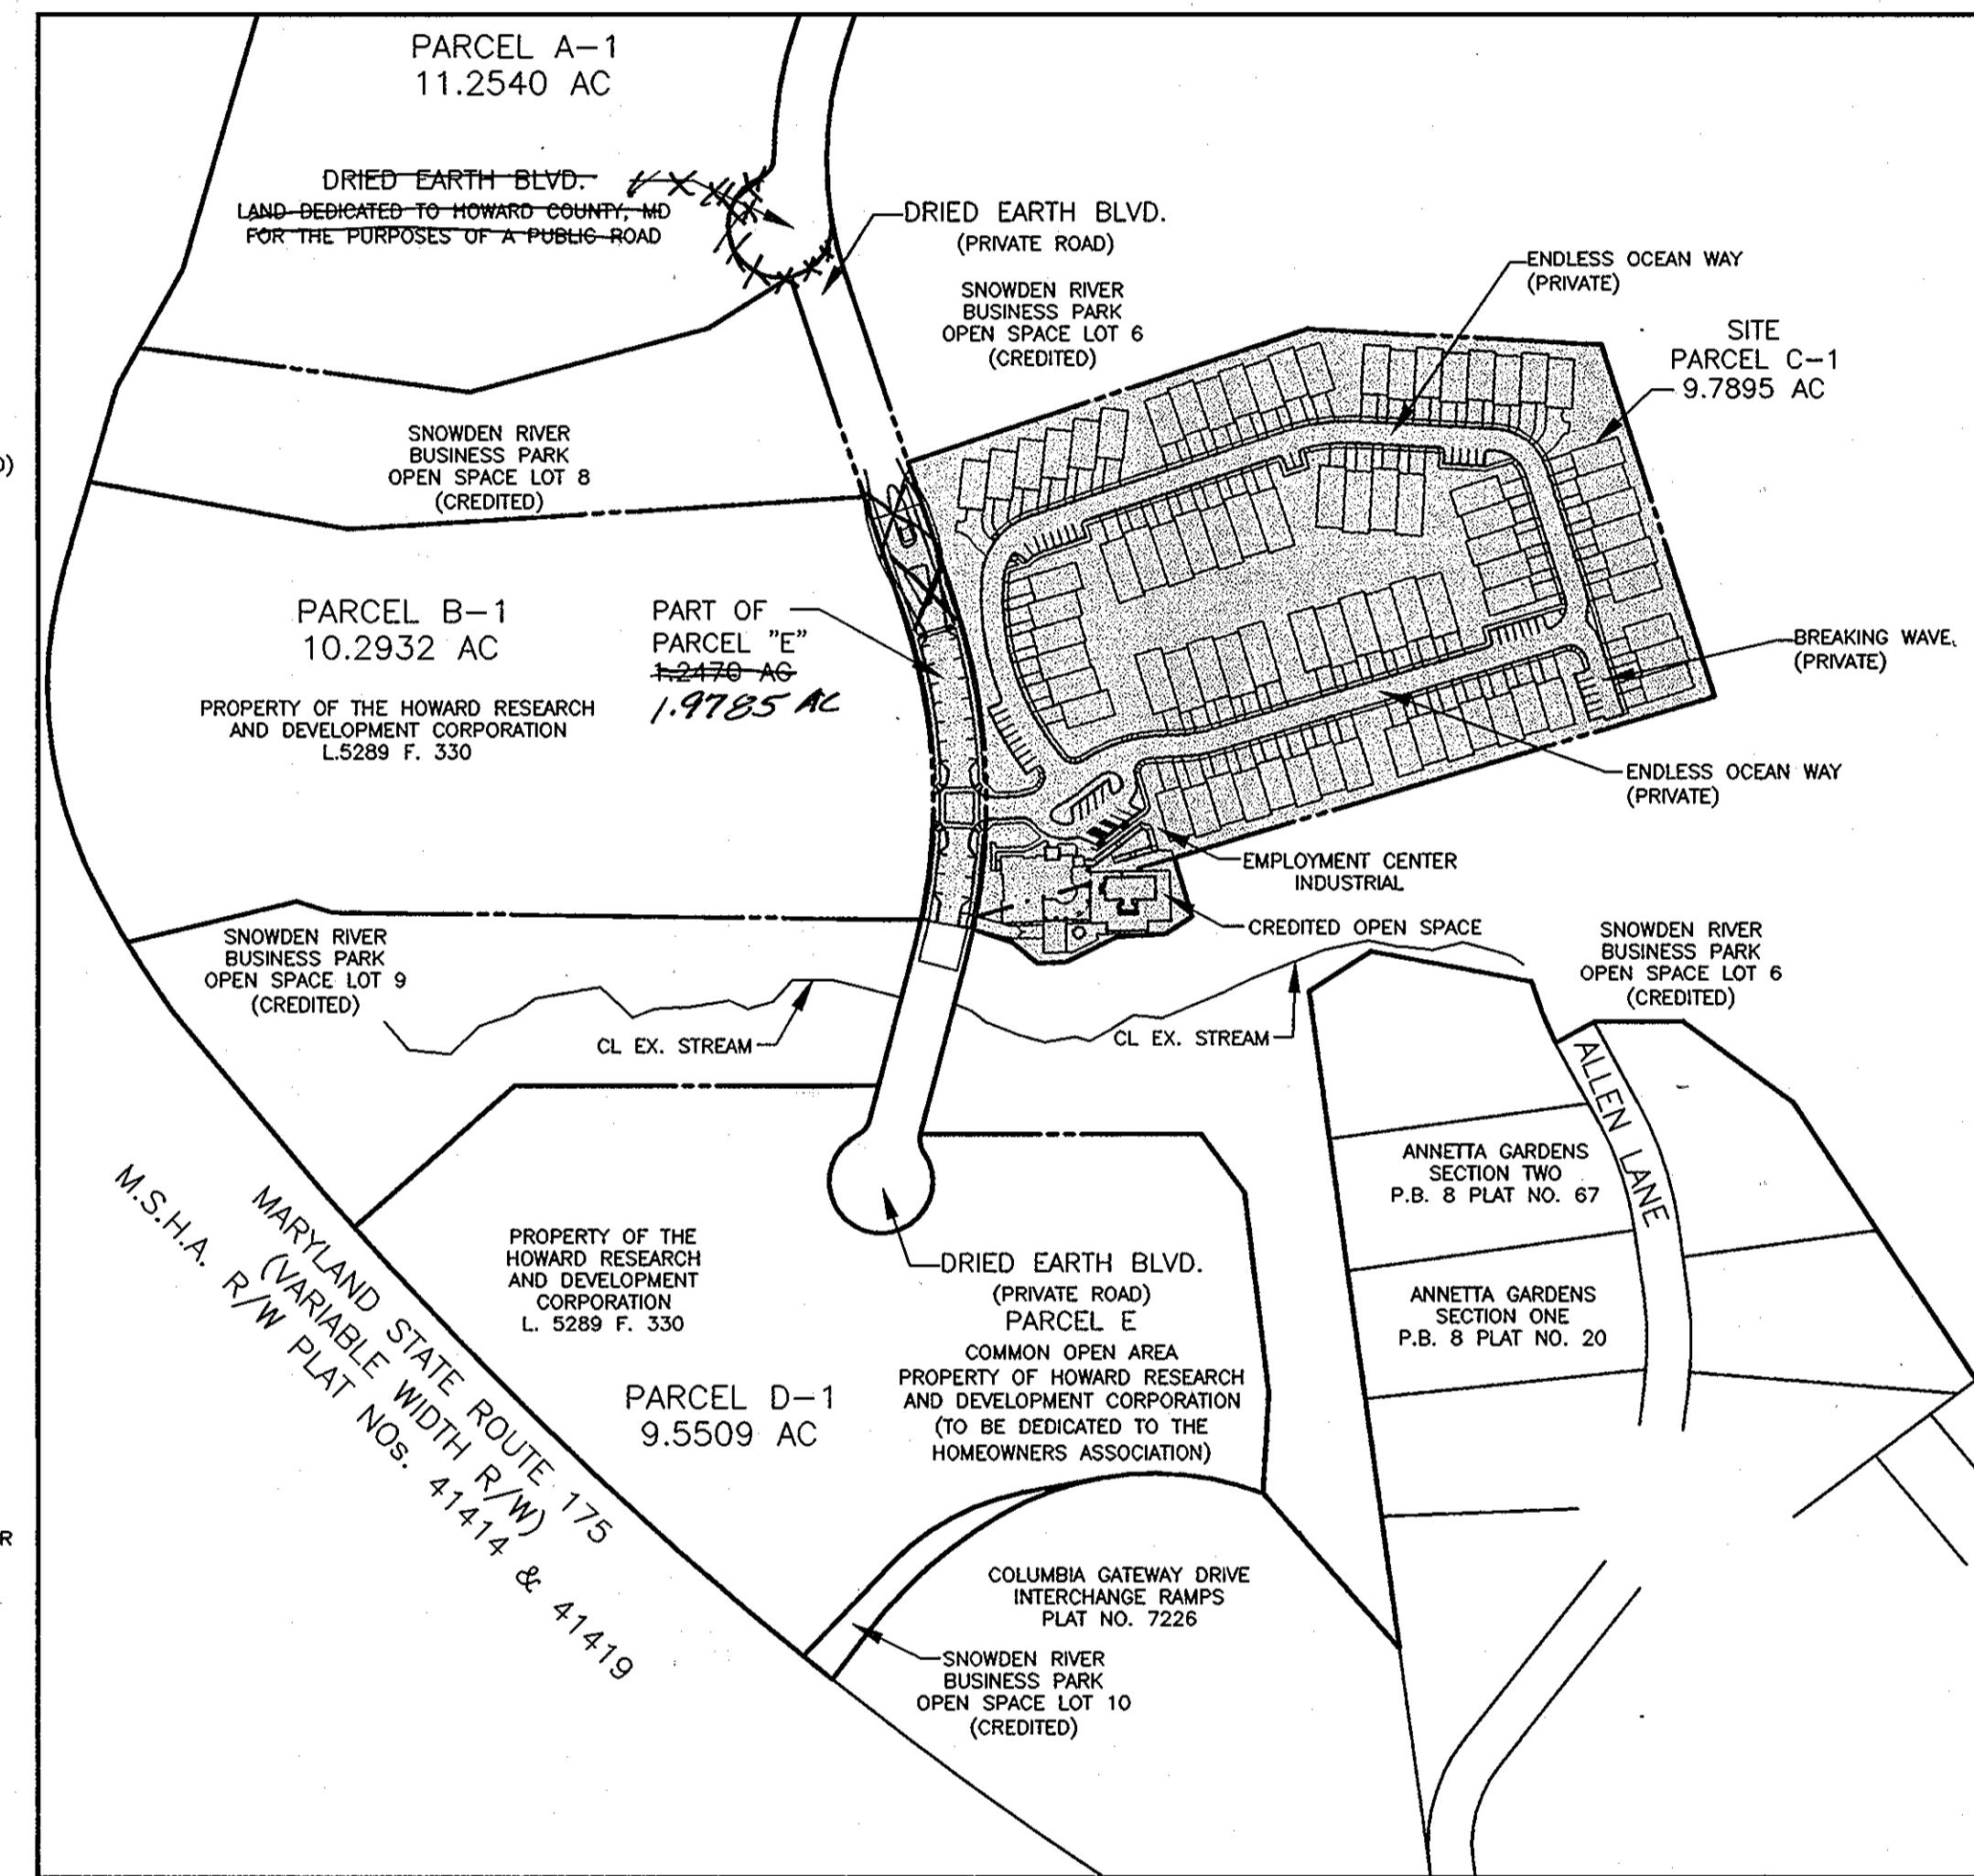 PARCEL A-1
11.2540 AC
DRIED EARTH BLVD.
LAND DEDICATED TO HOWARD COUNTY, MD
FOR THE PURPOSES OF A PUBLIC ROAD
DRIED EARTH BLVD.
(PRIVATE ROAD)
SNOWDEN RIVER
BUSINESS PARK
OPEN SPACE LOT 6
(CREDITED)
ENDLESS OCEAN WAY
(PRIVATE)
SITE
PARCEL C-1
9.7895 AC
SNOWDEN RIVER
BUSINESS PARK
OPEN SPACE LOT 8
(CREDITED)
PARCEL B-1
10.2932 AC
PROPERTY OF THE HOWARD RESEARCH
AND DEVELOPMENT CORPORATION
L.5289 F. 330
PART OF
PARCEL "E"
1.2470 AC
1.9785 AC
BREAKING WAVE
(PRIVATE)
ENDLESS OCEAN WAY
(PRIVATE)
EMPLOYMENT CENTER
INDUSTRIAL
CREDITED OPEN SPACE
SNOWDEN RIVER
BUSINESS PARK
OPEN SPACE LOT 9
(CREDITED)
SNOWDEN RIVER
BUSINESS PARK
OPEN SPACE LOT 6
(CREDITED)
CL EX. STREAM
CL EX. STREAM
ALLEN LANE
ANNETTA GARDENS
SECTION TWO
P.B. 8 PLAT NO. 67
ANNETTA GARDENS
SECTION ONE
P.B. 8 PLAT NO. 20
MARYLAND STATE ROUTE 175
(VARIABLE WIDTH R/W)
M.S.H.A. R/W PLAT NOs. 41414 & 41419
PROPERTY OF THE
HOWARD RESEARCH
AND DEVELOPMENT
CORPORATION
L. 5289 F. 330
PARCEL D-1
9.5509 AC
DRIED EARTH BLVD.
(PRIVATE ROAD)
PARCEL E
COMMON OPEN AREA
PROPERTY OF HOWARD RESEARCH
AND DEVELOPMENT CORPORATION
(TO BE DEDICATED TO THE
HOMEOWNERS ASSOCIATION)
COLUMBIA GATEWAY DRIVE
INTERCHANGE RAMPS
PLAT NO. 7226
SNOWDEN RIVER
BUSINESS PARK
OPEN SPACE LOT 10
(CREDITED)